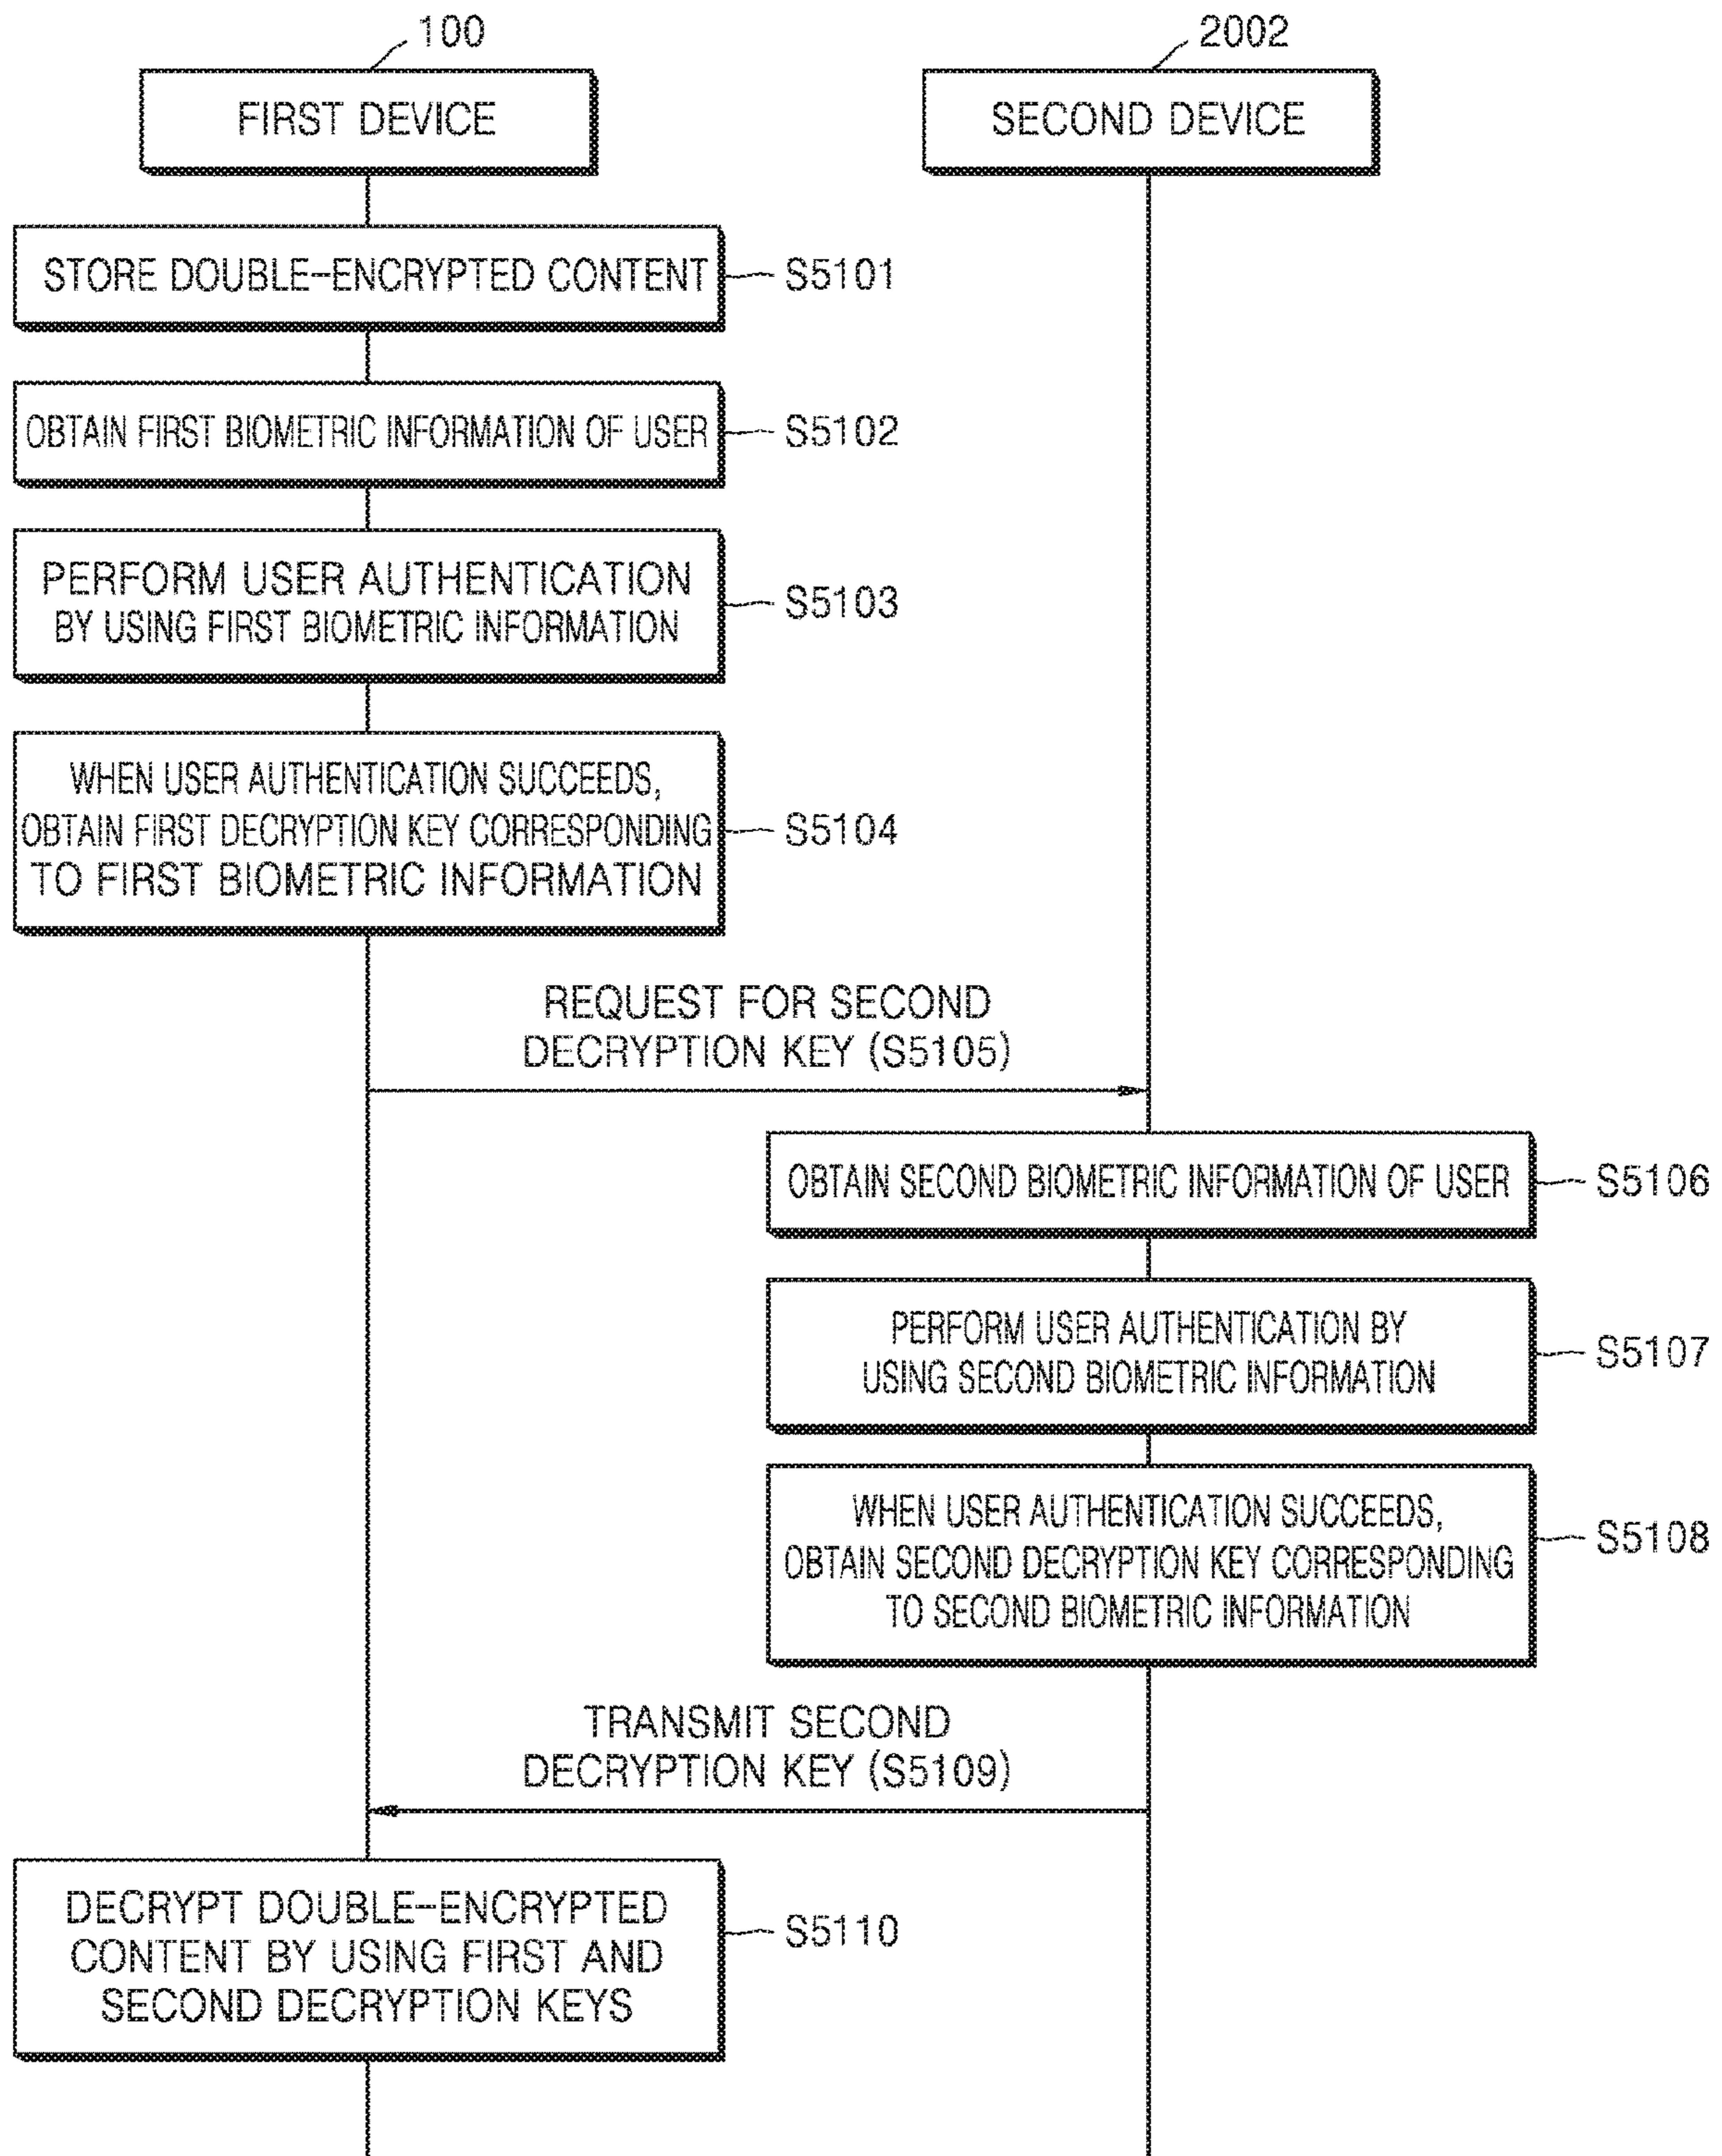 100
2002
FIRST DEVICE
SECOND DEVICE
STORE DOUBLE-ENCRYPTED CONTENT
S5101
OBTAIN FIRST BIOMETRIC INFORMATION OF USER
S5102
PERFORM USER AUTHENTICATION
BY USING FIRST BIOMETRIC INFORMATION
S5103
WHEN USER AUTHENTICATION SUCCEEDS,
OBTAIN FIRST DECRYPTION KEY CORRESPONDING
TO FIRST BIOMETRIC INFORMATION
S5104
REQUEST FOR SECOND
DECRYPTION KEY (S5105)
OBTAIN SECOND BIOMETRIC INFORMATION OF USER
S5106
PERFORM USER AUTHENTICATION BY
USING SECOND BIOMETRIC INFORMATION
S5107
WHEN USER AUTHENTICATION SUCCEEDS,
OBTAIN SECOND DECRYPTION KEY CORRESPONDING
TO SECOND BIOMETRIC INFORMATION
S5108
TRANSMIT SECOND
DECRYPTION KEY (S5109)
DECRYPT DOUBLE-ENCRYPTED
CONTENT BY USING FIRST AND
SECOND DECRYPTION KEYS
S5110